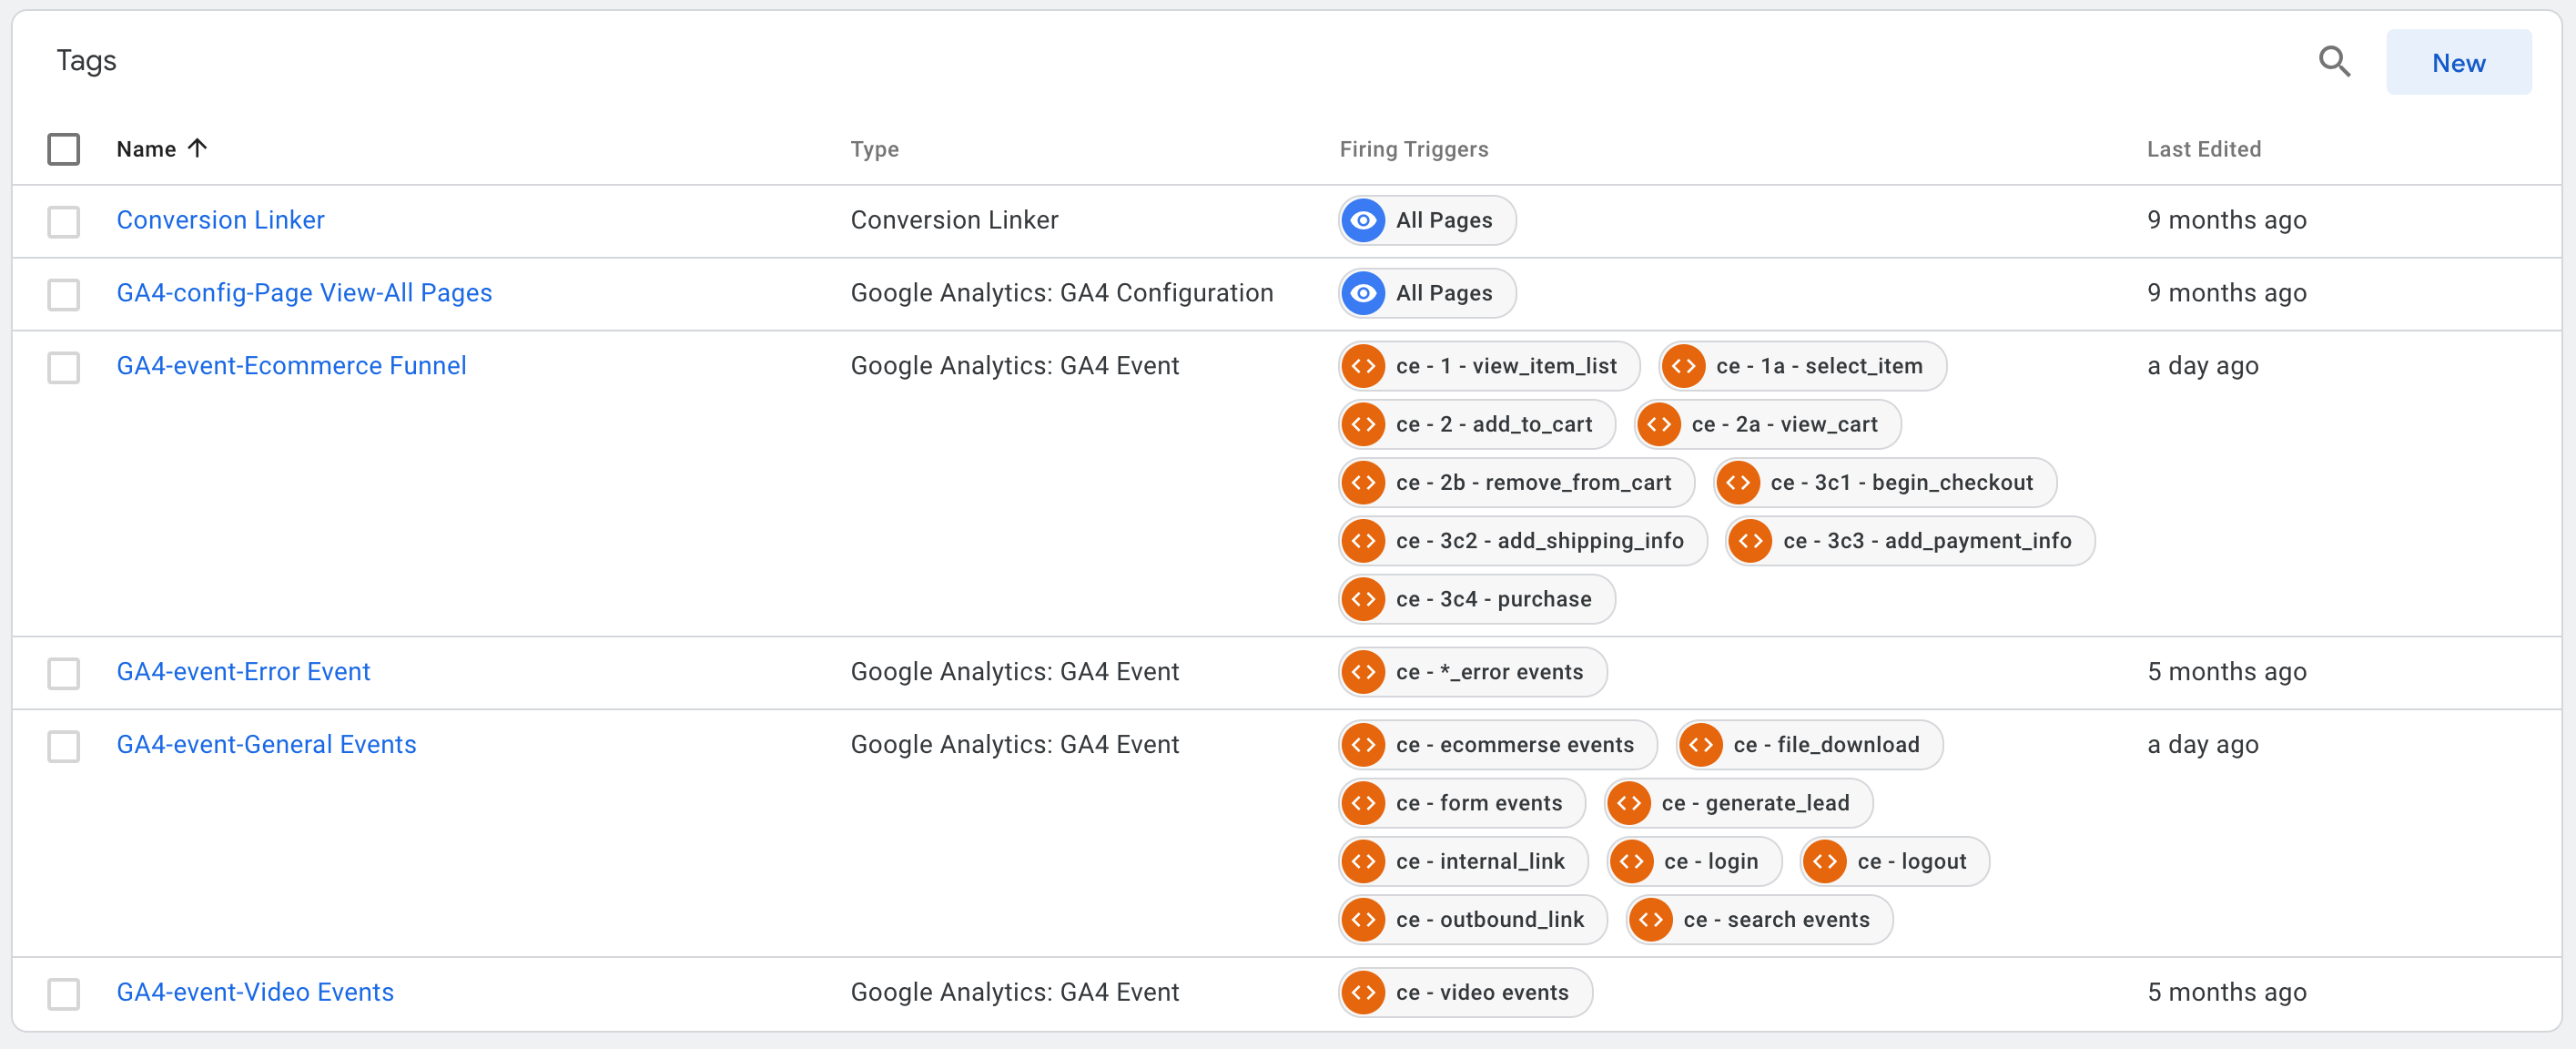 Tags
New
Name Type Firing Triggers Last Edited
Conversion Linker Conversion Linker All Pages 9 months ago
GA4-config-Page View-All Pages Google Analytics: GA4 Configuration All Pages 9 months ago
GA4-event-Ecommerce Funnel Google Analytics: GA4 Event ce - 1 - view_item_list ce - 1a - select_item a day ago
ce - 2 - add_to_cart ce - 2a - view_cart
ce - 2b - remove_from_cart ce - 3c1 - begin_checkout
ce - 3c2 - add_shipping_info ce - 3c3 - add_payment_info
ce - 3c4 - purchase
GA4-event-Error Event Google Analytics: GA4 Event ce - *_error events 5 months ago
GA4-event-General Events Google Analytics: GA4 Event ce - ecommerse events ce - file_download a day ago
ce - form events ce - generate_lead
ce - internal_link ce - login ce - logout
ce - outbound_link ce - search events
GA4-event-Video Events Google Analytics: GA4 Event ce - video events 5 months ago